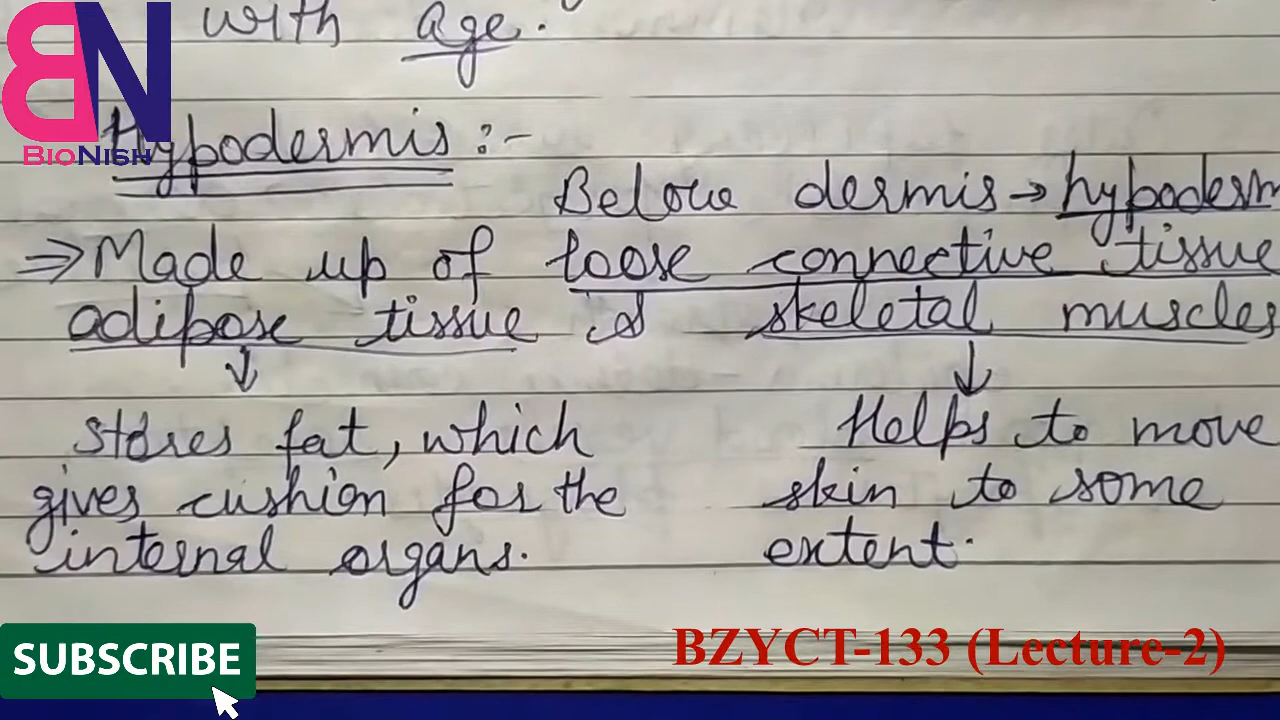 with age.
BN
BIONISH
Hypodermis :-
Below dermis → hypoderm
⇒ Made up of loose connective tissue
adipose tissue & skeletal muscles
↓ ↓
stores fat, which
gives cushion for the
internal organs.
Helps to move
skin to some
extent.
SUBSCRIBE
BZYCT-133 (Lecture-2)